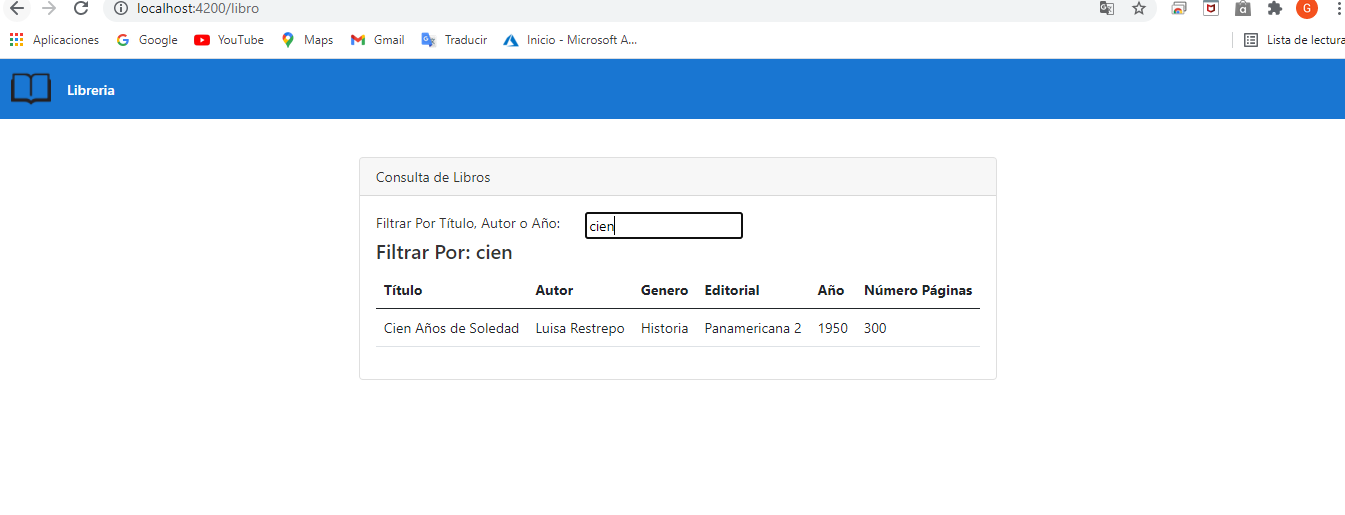 localhost:4200/libro
G
Aplicaciones Google YouTube Maps Gmail Traducir Inicio - Microsoft A... Lista de lectura
Libreria
Consulta de Libros
Filtrar Por Título, Autor o Año: cien
Filtrar Por: cien
Título Autor Genero Editorial Año Número Páginas
Cien Años de Soledad Luisa Restrepo Historia Panamericana 2 1950 300